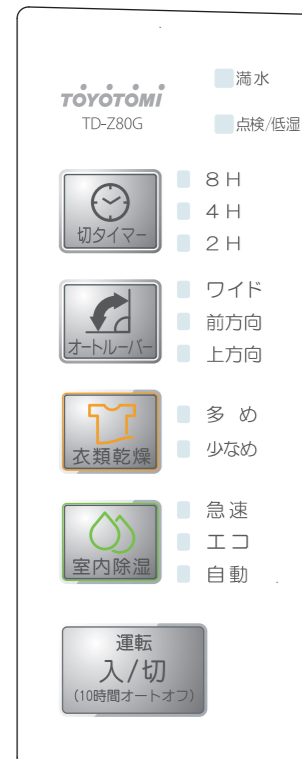 満水
TOYOTOMI
TD-Z80G
点検/低湿
切タイマー
8H
4H
2H
オートルーバー
ワイド
前方向
上方向
衣類乾燥
多め
少なめ
室内除湿
急速
エコ
自動
運転
入/切
(10時間オートオフ)